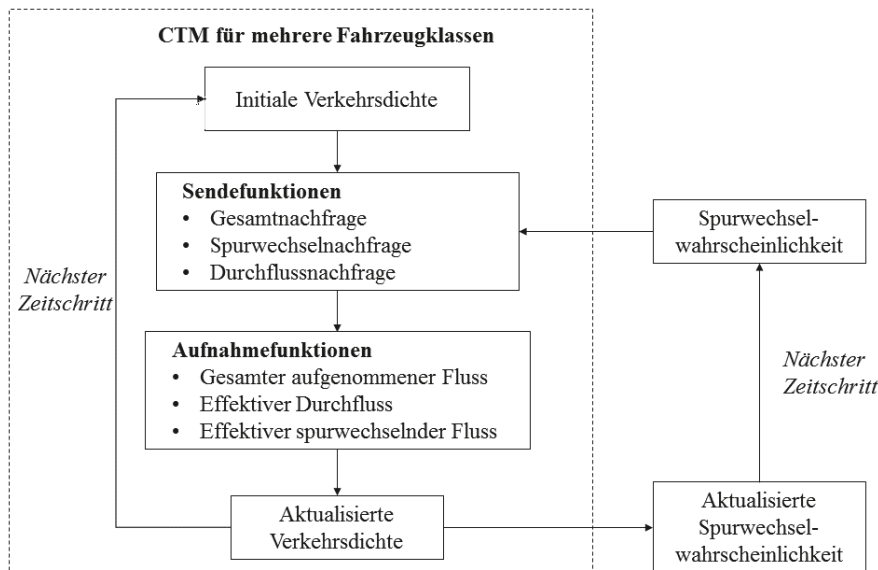 CTM für mehrere Fahrzeugklassen
Initiale Verkehrsdichte
Sendefunktionen
• Gesamtnachfrage
• Spurwechselnachfrage
• Durchflussnachfrage
Spurwechsel-
wahrscheinlichkeit
Nächster
Zeitschritt
Aufnahmefunktionen
• Gesamter aufgenommener Fluss
• Effektiver Durchfluss
• Effektiver spurwechselnder Fluss
Nächster
Zeitschritt
Aktualisierte
Verkehrsdichte
Aktualisierte
Spurwechsel-
wahrscheinlichkeit